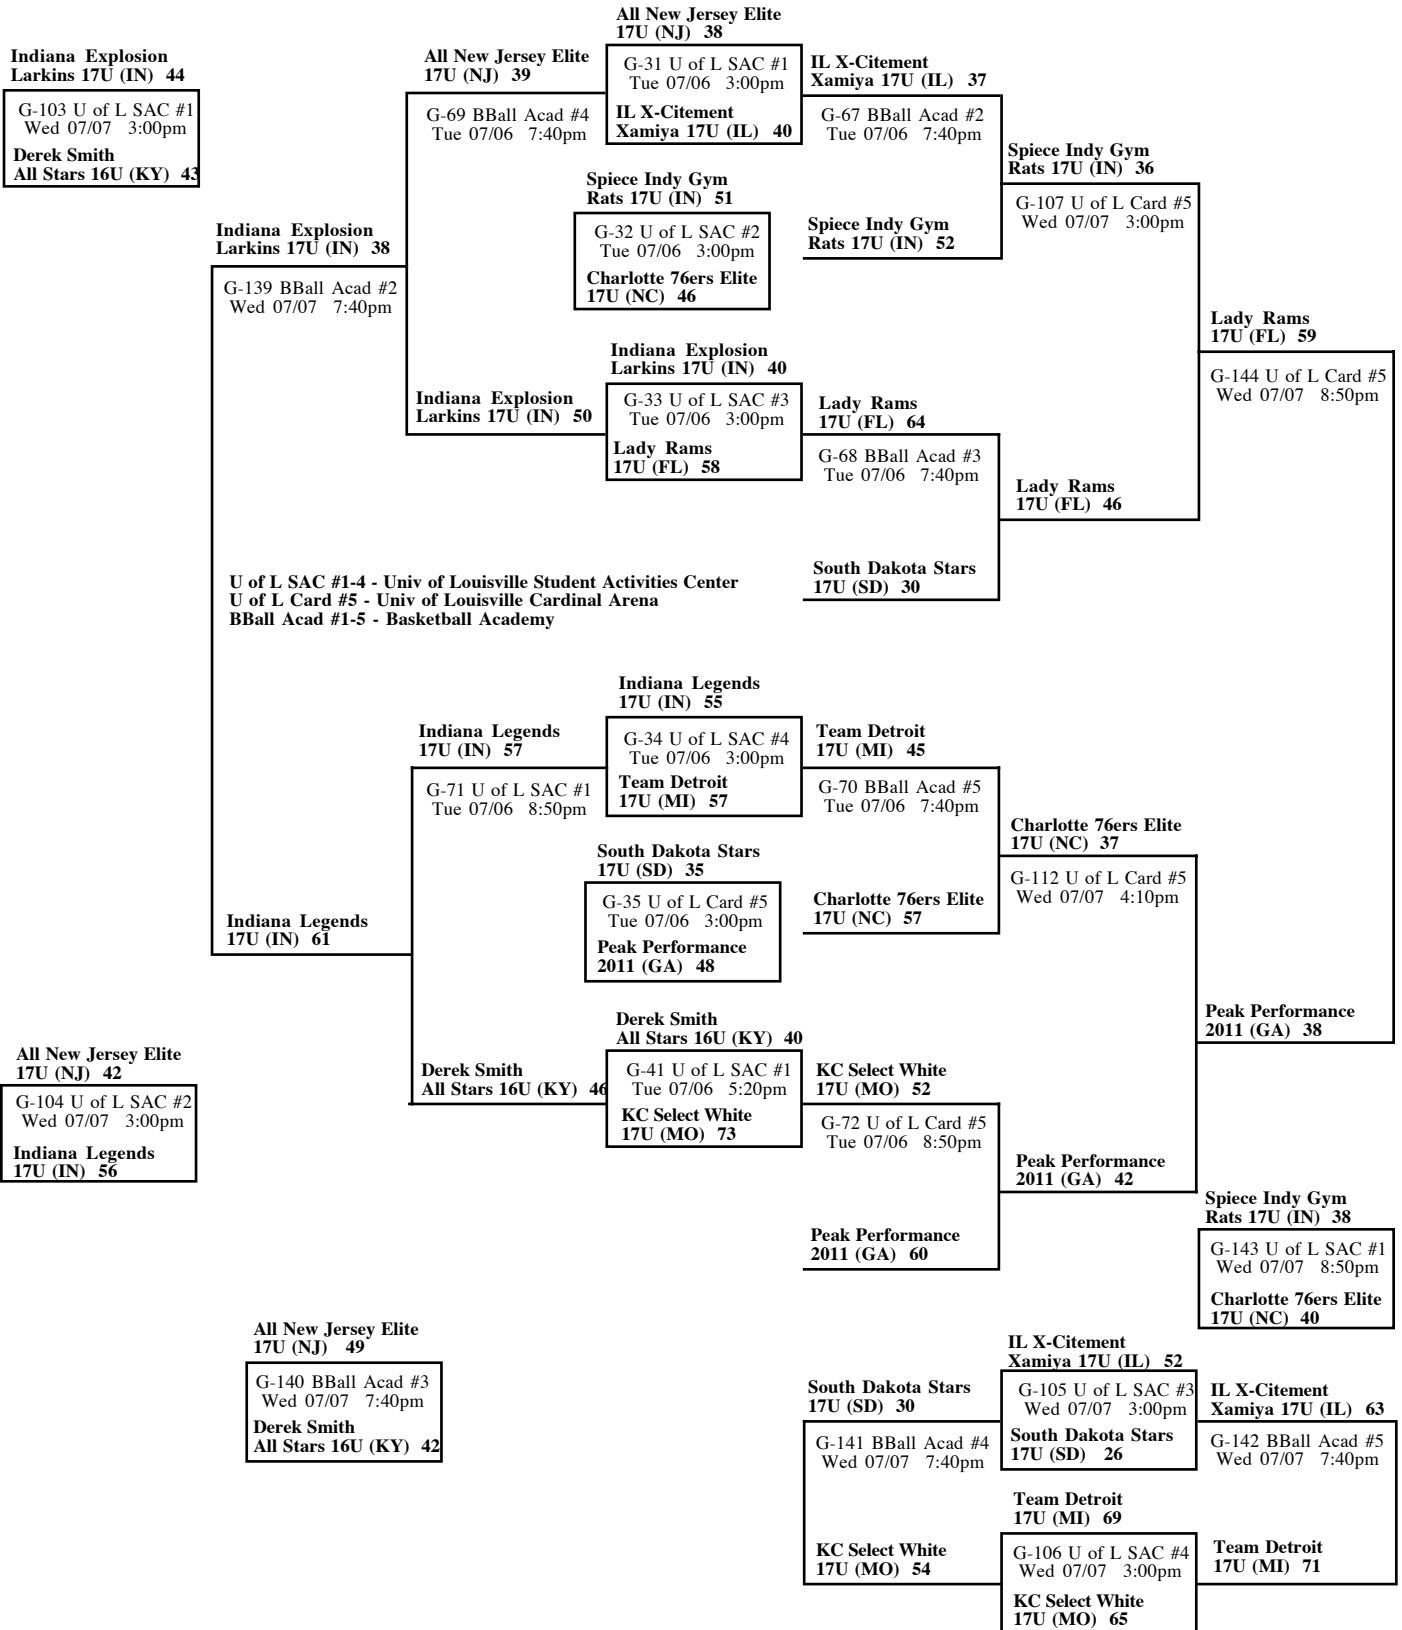 All New Jersey Elite
17U (NJ) 38
G-31 U of L SAC #1
Tue 07/06 3:00pm
IL X-Citement
Xamiya 17U (IL) 40
Indiana Explosion
Larkins 17U (IN) 44
G-103 U of L SAC #1
Wed 07/07 3:00pm
Derek Smith
All Stars 16U (KY) 43
All New Jersey Elite
17U (NJ) 39
G-69 BBall Acad #4
Tue 07/06 7:40pm
IL X-Citement
Xamiya 17U (IL) 37
G-67 BBall Acad #2
Tue 07/06 7:40pm
Spiece Indy Gym
Rats 17U (IN) 36
G-107 U of L Card #5
Wed 07/07 3:00pm
Spiece Indy Gym
Rats 17U (IN) 51
G-32 U of L SAC #2
Tue 07/06 3:00pm
Charlotte 76ers Elite
17U (NC) 46
Spiece Indy Gym
Rats 17U (IN) 52
Indiana Explosion
Larkins 17U (IN) 38
G-139 BBall Acad #2
Wed 07/07 7:40pm
Lady Rams
17U (FL) 59
G-144 U of L Card #5
Wed 07/07 8:50pm
Indiana Explosion
Larkins 17U (IN) 40
G-33 U of L SAC #3
Tue 07/06 3:00pm
Lady Rams
17U (FL) 58
Indiana Explosion
Larkins 17U (IN) 50
Lady Rams
17U (FL) 64
G-68 BBall Acad #3
Tue 07/06 7:40pm
Lady Rams
17U (FL) 46
South Dakota Stars
17U (SD) 30
U of L SAC #1-4 - Univ of Louisville Student Activities Center
U of L Card #5 - Univ of Louisville Cardinal Arena
BBall Acad #1-5 - Basketball Academy
Indiana Legends
17U (IN) 55
G-34 U of L SAC #4
Tue 07/06 3:00pm
Team Detroit
17U (MI) 57
Indiana Legends
17U (IN) 57
G-71 U of L SAC #1
Tue 07/06 8:50pm
Team Detroit
17U (MI) 45
G-70 BBall Acad #5
Tue 07/06 7:40pm
Charlotte 76ers Elite
17U (NC) 37
G-112 U of L Card #5
Wed 07/07 4:10pm
South Dakota Stars
17U (SD) 35
G-35 U of L Card #5
Tue 07/06 3:00pm
Peak Performance
2011 (GA) 48
Charlotte 76ers Elite
17U (NC) 57
Indiana Legends
17U (IN) 61
Peak Performance
2011 (GA) 38
Derek Smith
All Stars 16U (KY) 40
G-41 U of L SAC #1
Tue 07/06 5:20pm
KC Select White
17U (MO) 73
All New Jersey Elite
17U (NJ) 42
G-104 U of L SAC #2
Wed 07/07 3:00pm
Indiana Legends
17U (IN) 56
Derek Smith
All Stars 16U (KY) 46
KC Select White
17U (MO) 52
G-72 U of L Card #5
Tue 07/06 8:50pm
Peak Performance
2011 (GA) 42
Peak Performance
2011 (GA) 60
Spiece Indy Gym
Rats 17U (IN) 38
G-143 U of L SAC #1
Wed 07/07 8:50pm
Charlotte 76ers Elite
17U (NC) 40
All New Jersey Elite
17U (NJ) 49
G-140 BBall Acad #3
Wed 07/07 7:40pm
Derek Smith
All Stars 16U (KY) 42
IL X-Citement
Xamiya 17U (IL) 52
G-105 U of L SAC #3
Wed 07/07 3:00pm
South Dakota Stars
17U (SD) 26
South Dakota Stars
17U (SD) 30
G-141 BBall Acad #4
Wed 07/07 7:40pm
IL X-Citement
Xamiya 17U (IL) 63
G-142 BBall Acad #5
Wed 07/07 7:40pm
Team Detroit
17U (MI) 69
G-106 U of L SAC #4
Wed 07/07 3:00pm
KC Select White
17U (MO) 65
KC Select White
17U (MO) 54
Team Detroit
17U (MI) 71